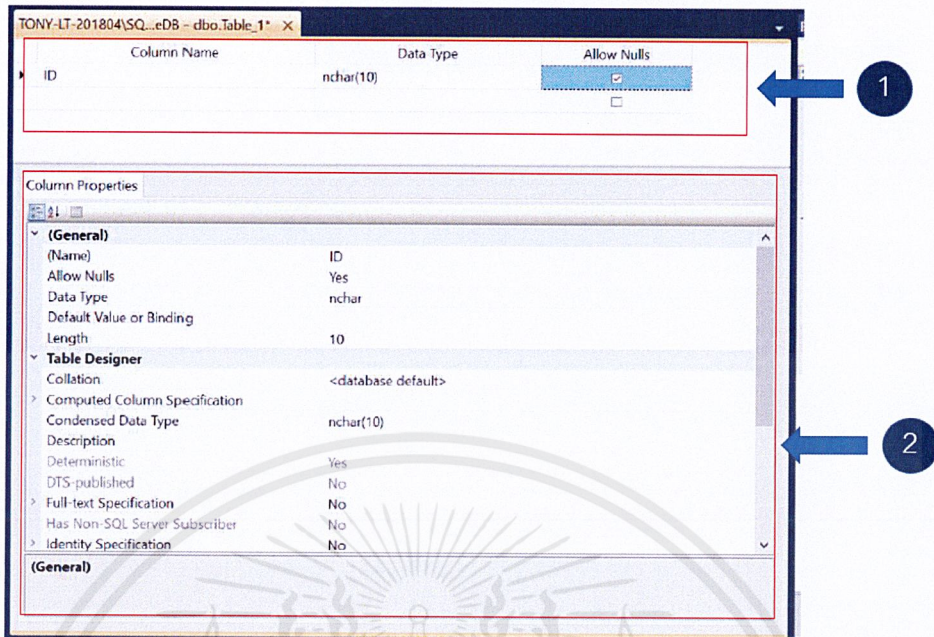 TONY-LT-201804\SQ...eDB - dbo.Table_1* ×
Column Name Data Type Allow Nulls
ID nchar(10)
1
Column Properties
(General)
(Name) ID
Allow Nulls Yes
Data Type nchar
Default Value or Binding
Length 10
Table Designer
Collation <database default>
Computed Column Specification
Condensed Data Type nchar(10)
Description
Deterministic Yes
DTS-published No
Full-text Specification No
Has Non-SQL Server Subscriber No
Identity Specification No
(General)
2